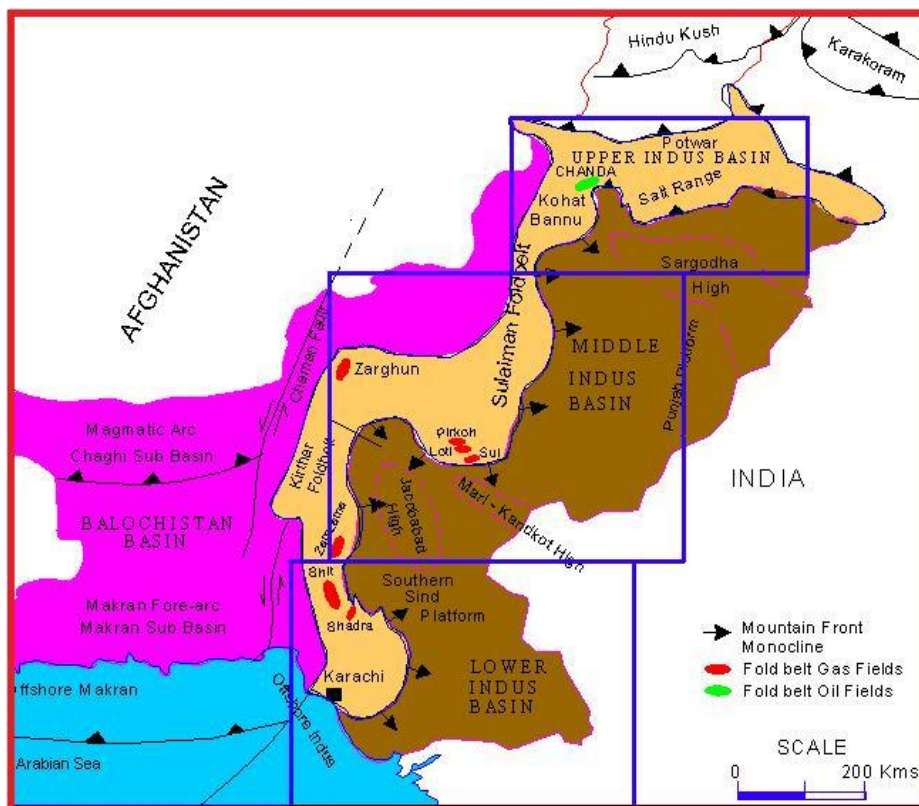 Hindu Kush
Karakoram
Potwar
UPPER INDUS BASIN
CHANDA
Salt Range
Kohat
Bannu
AFGHANISTAN
Sargodha
High
Sulaiman Foldbelt
Chaman Fault
MIDDLE
INDUS
BASIN
Punjab Platform
Zarghun
Magmatic Arc
Chaghi Sub Basin
Pirkoh
Loti
Sui
Kirthar
Foldbelt
Jacobabad
High
Mari - Kandkot High
INDIA
BALOCHISTAN
BASIN
Zamzama
Bhit
Shadra
Southern
Sind
Platform
Makran Fore-arc
Makran Sub Basin
Mountain Front
Monocline
Fold belt Gas Fields
Fold belt Oil Fields
Karachi
LOWER
INDUS
BASIN
Offshore Makran
Offshore Indus
Arabian Sea
SCALE
0 200 Kms